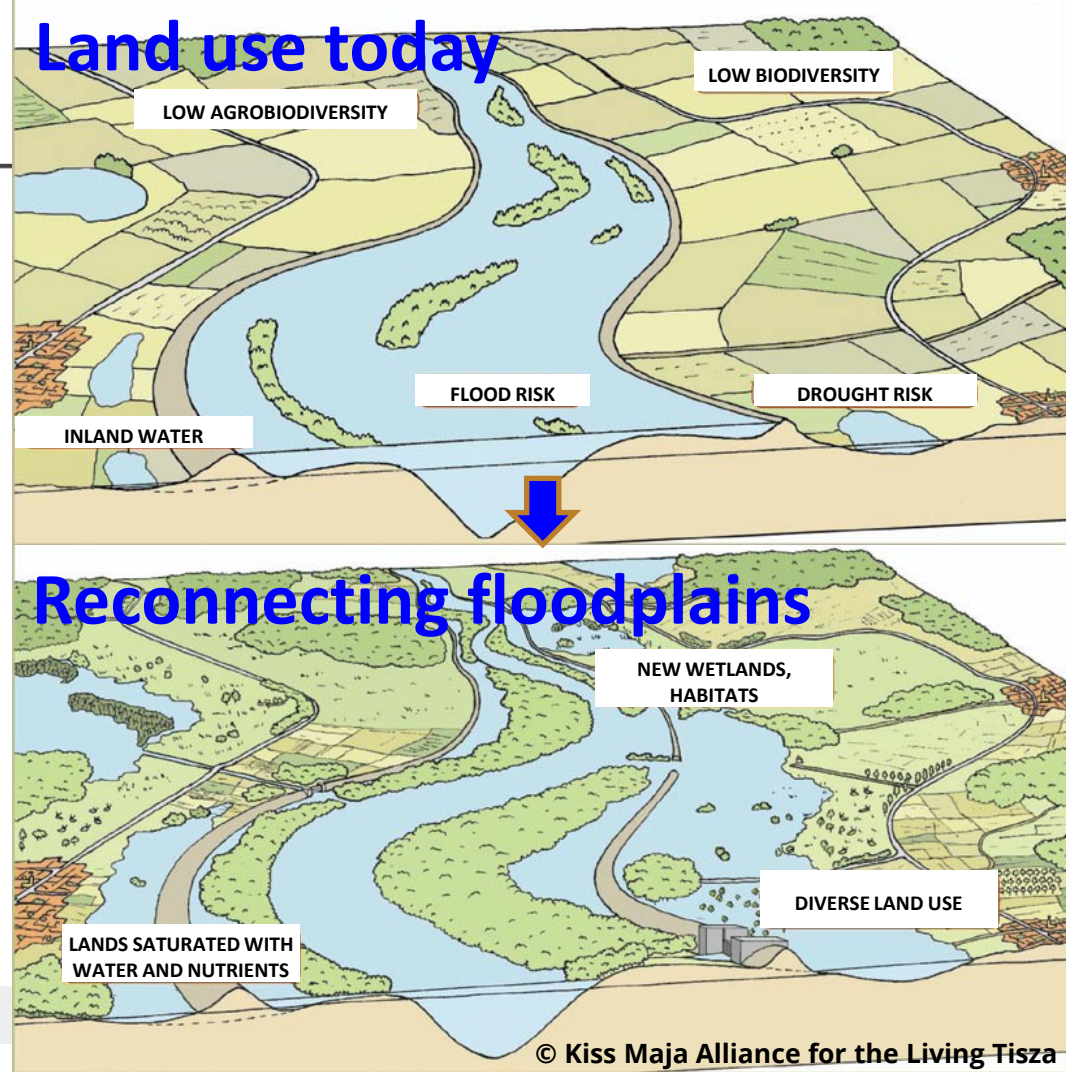 Land use today
LOW BIODIVERSITY
LOW AGROBIODIVERSITY
FLOOD RISK
DROUGHT RISK
INLAND WATER
Reconnecting floodplains
NEW WETLANDS,
HABITATS
DIVERSE LAND USE
LANDS SATURATED WITH
WATER AND NUTRIENTS
© Kiss Maja Alliance for the Living Tisza